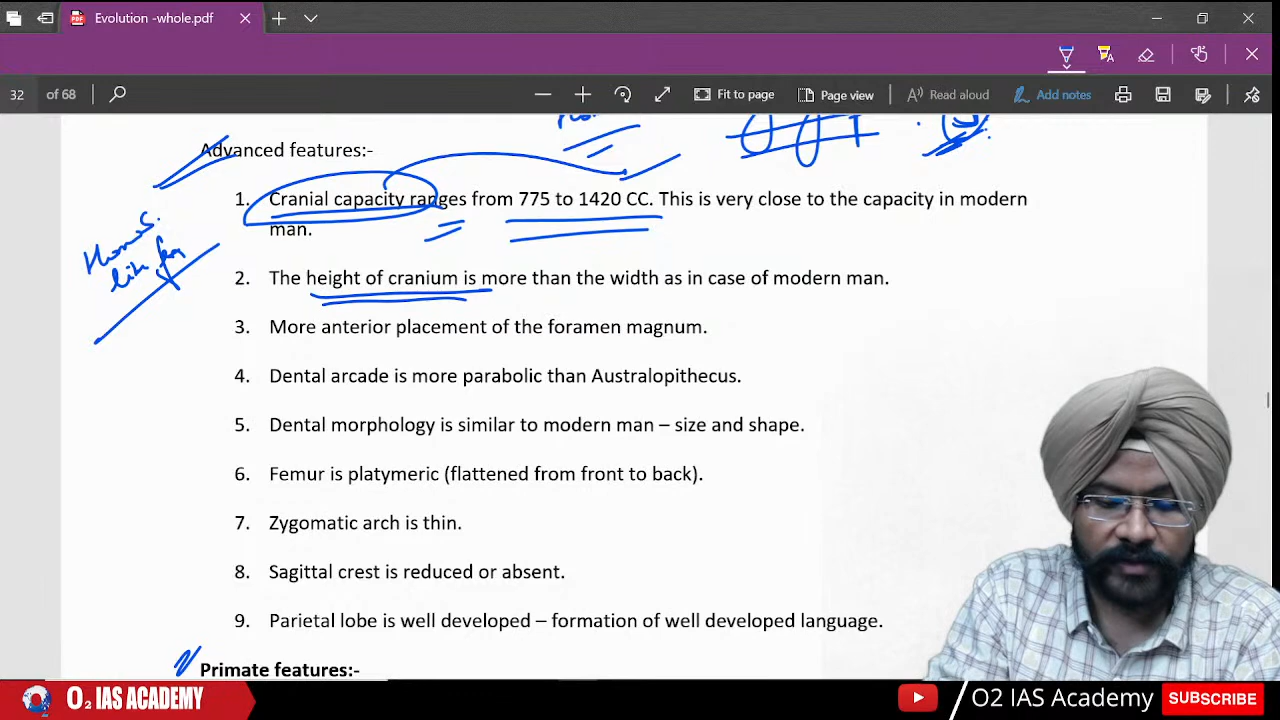 Evolution -whole.pdf
32 of 68
Fit to page
Page view
Read aloud
Add notes
Advanced features:-
1. Cranial capacity ranges from 775 to 1420 CC. This is very close to the capacity in modern
man.
2. The height of cranium is more than the width as in case of modern man.
3. More anterior placement of the foramen magnum.
4. Dental arcade is more parabolic than Australopithecus.
5. Dental morphology is similar to modern man – size and shape.
6. Femur is platymeric (flattened from front to back).
7. Zygomatic arch is thin.
8. Sagittal crest is reduced or absent.
9. Parietal lobe is well developed – formation of well developed language.
Primate features:-
O2 IAS ACADEMY
O2 IAS Academy
SUBSCRIBE